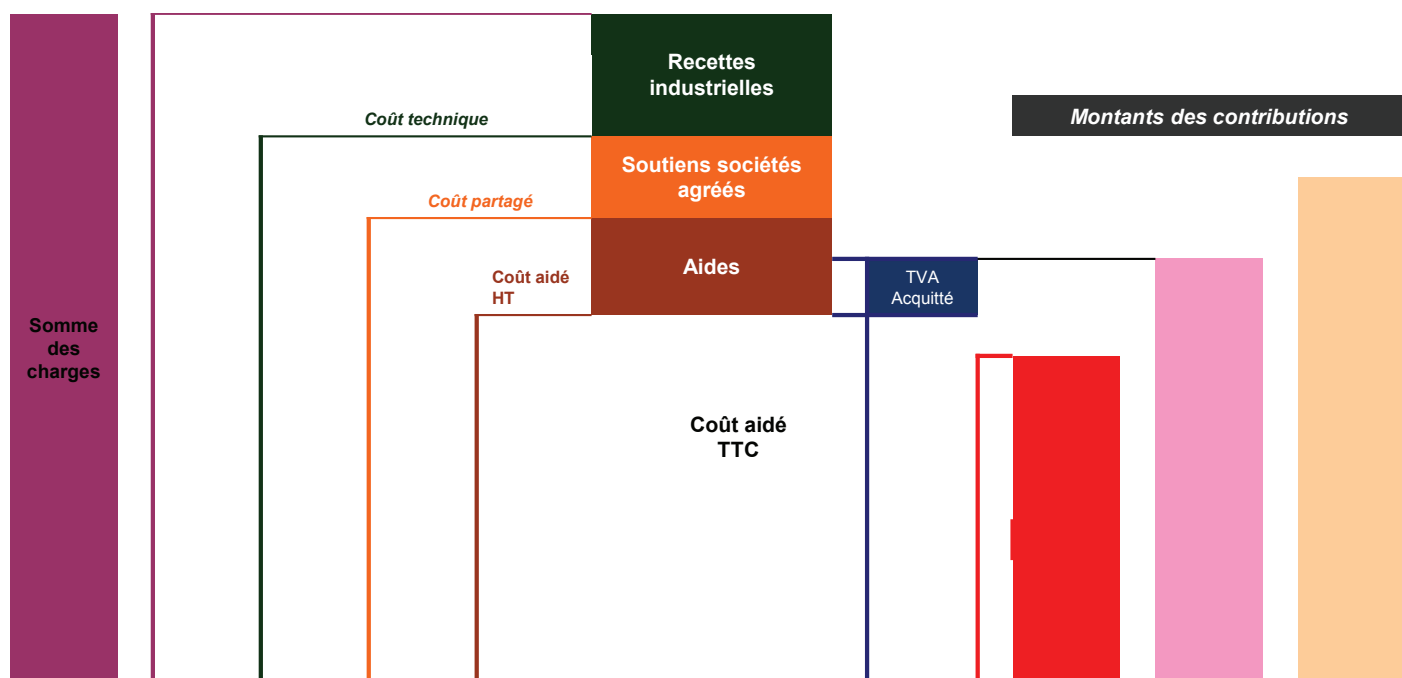 Recettes
industrielles
Montants des contributions
Coût technique
Soutiens sociétés
agréés
Coût partagé
Aides
Coût aidé
HT
TVA
Acquitté
Somme
des
charges
Coût aidé
TTC